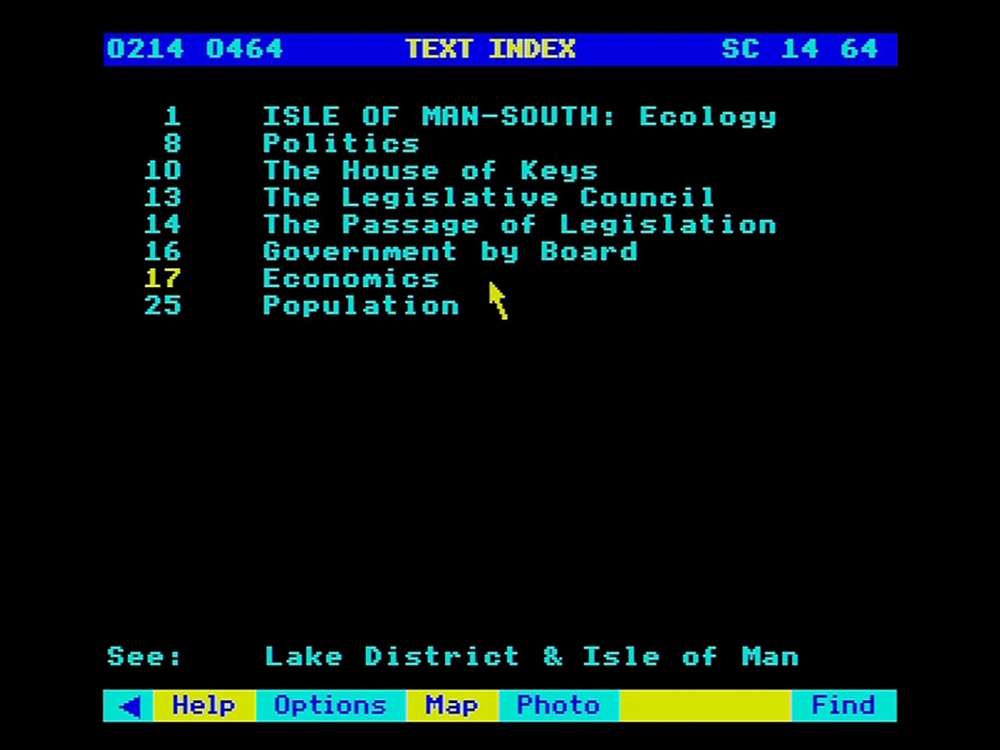 0214 0464 TEXT INDEX SC 14 64
1 ISLE OF MAN-SOUTH: Ecology
8 Politics
10 The House of Keys
13 The Legislative Council
14 The Passage of Legislation
16 Government by Board
17 Economics
25 Population
See: Lake District & Isle of Man
Help Options Map Photo Find